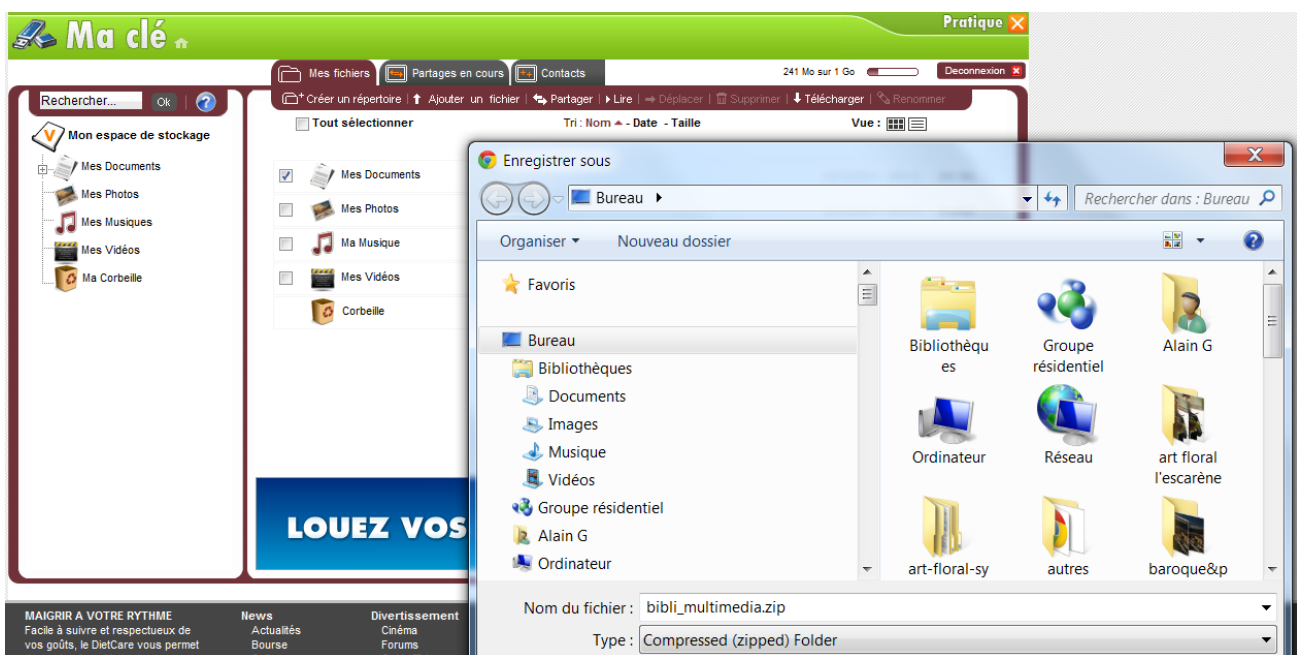 Pratique
Ma clé
Mes fichiers
Partages en cours
Contacts
241 Mo sur 1 Go
Deconnexion
Rechercher...
Ok
Créer un répertoire | Ajouter un fichier | Partager | Lire | Déplacer | Supprimer | Télécharger | Renommer
Tout sélectionner
Tri : Nom - Date - Taille
Vue :
Mon espace de stockage
Mes Documents
Mes Photos
Mes Musiques
Mes Vidéos
Ma Corbeille
Mes Documents
Mes Photos
Ma Musique
Mes Vidéos
Corbeille
LOUEZ VOS
Enregistrer sous
Bureau
Rechercher dans : Bureau
Organiser
Nouveau dossier
Favoris
Bureau
Bibliothèques
Documents
Images
Musique
Vidéos
Groupe résidentiel
Alain G
Ordinateur
Bibliothèqu
es
Groupe
résidentiel
Alain G
Ordinateur
Réseau
art floral
l'escarène
art-floral-sy
autres
baroque&p
Nom du fichier : bibli_multimedia.zip
Type : Compressed (zipped) Folder
MAIGRIR A VOTRE RYTHME
Facile à suivre et respectueux de
vos goûts, le DietCare vous permet
News
Actualités
Bourse
Divertissement
Cinéma
Forums